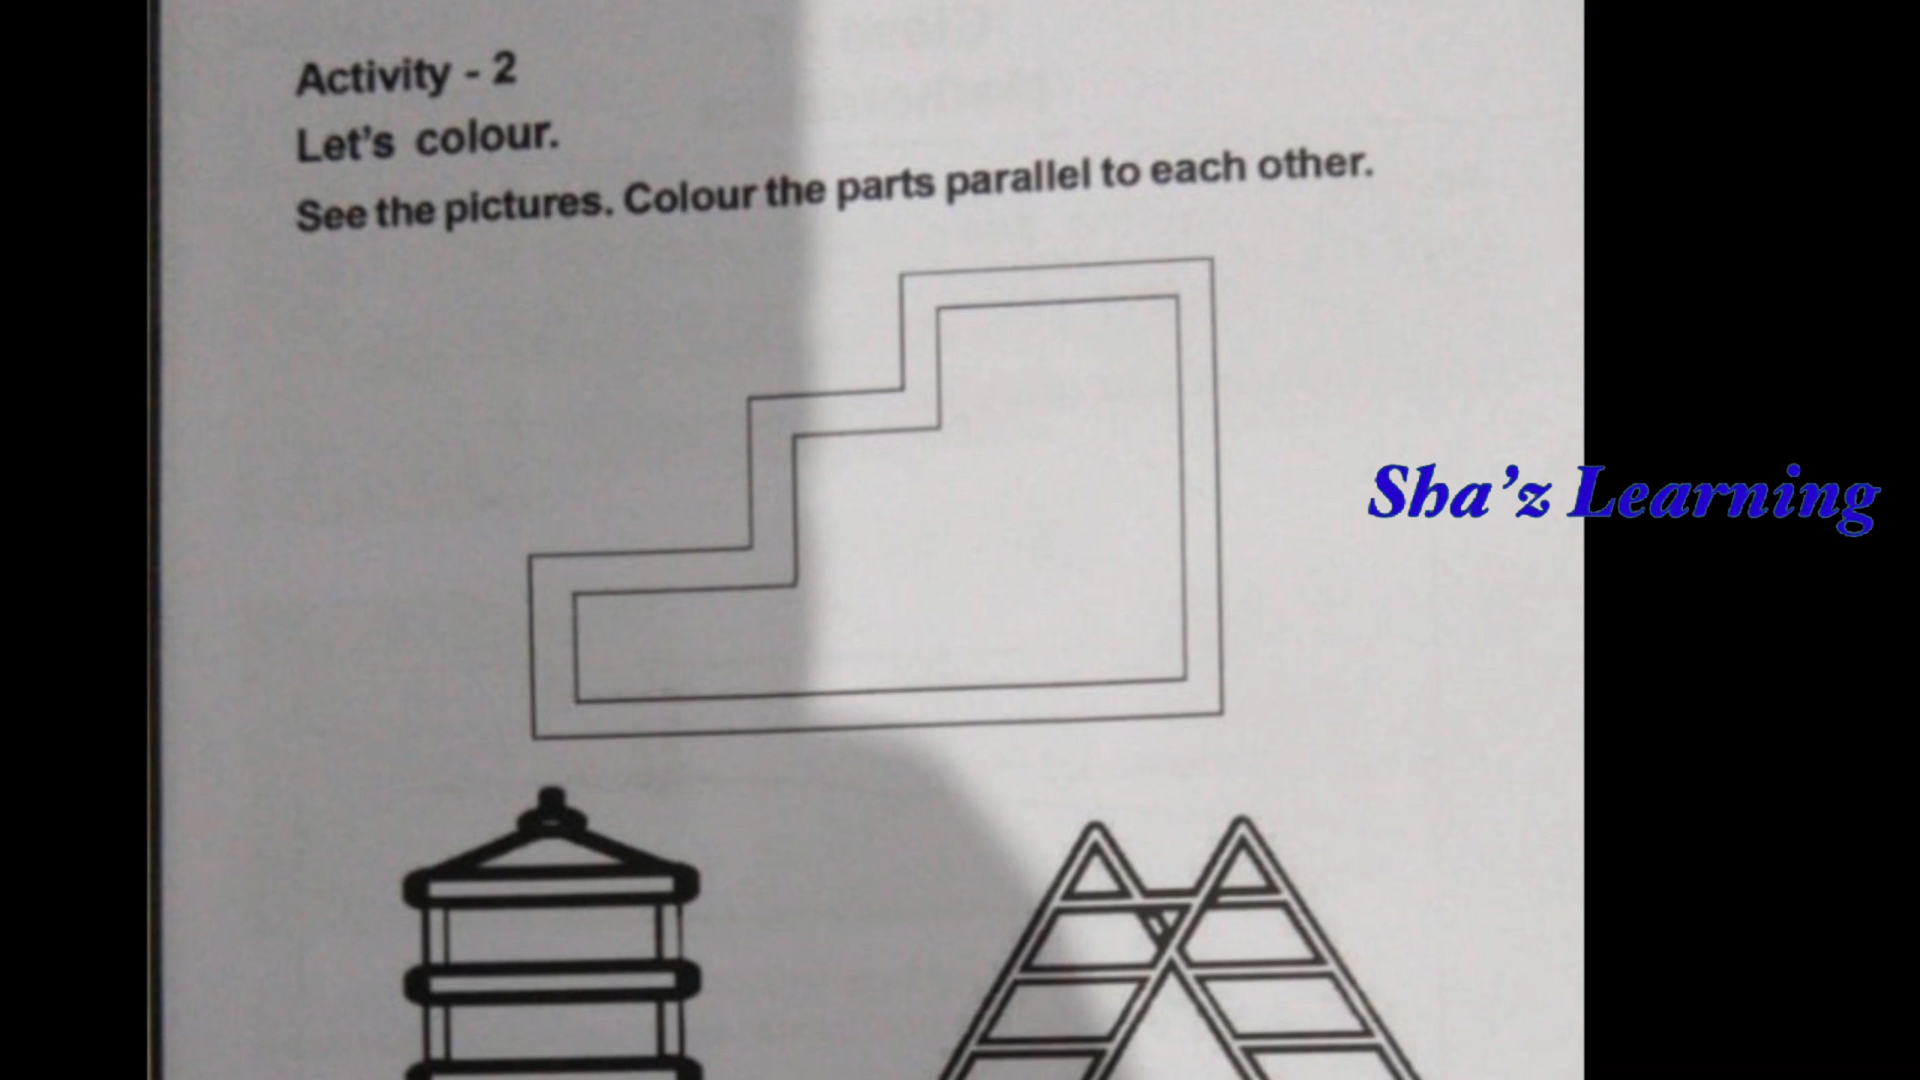 Activity - 2
Let's colour.
See the pictures. Colour the parts parallel to each other.
Sha'z Learning